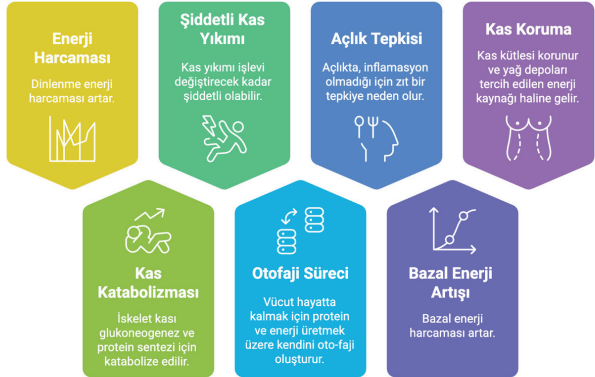 Enerji
Harcaması
Dinlenme enerji
harcaması artar.
Şiddetli Kas
Yıkımı
Kas yıkımı işlevi
değiştirecek kadar
şiddetli olabilir.
Açlık Tepkisi
Açlıkta, inflamasyon
olmadığı için zıt bir
tepkiye neden olur.
Kas Koruma
Kas kütlesi korunur
ve yağ depoları
tercih edilen enerji
kaynağı haline gelir.
Kas
Katabolizması
İskelet kası
glukoneogenez ve
protein sentezi için
katabolize edilir.
Otofaji Süreci
Vücut hayatta
kalmak için protein
ve enerji üretmek
üzere kendini oto-faji
oluşturur.
Bazal Enerji
Artışı
Bazal enerji
harcaması artar.